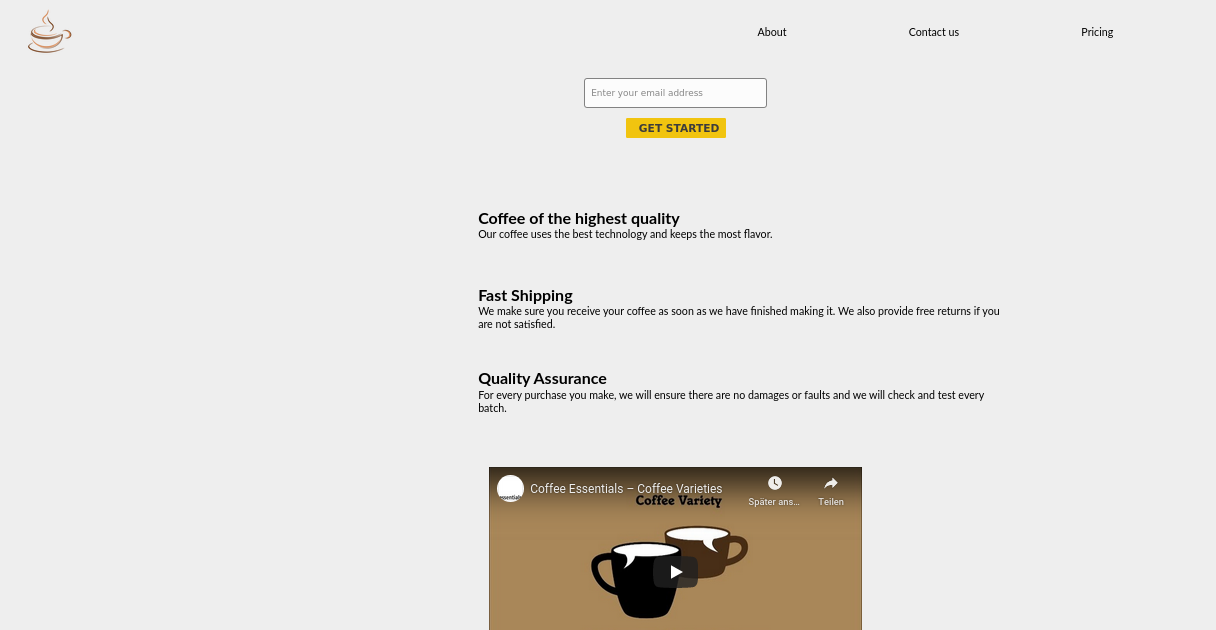 About
Contact us
Pricing
Enter your email address
GET STARTED
Coffee of the highest quality
Our coffee uses the best technology and keeps the most flavor.
Fast Shipping
We make sure you receive your coffee as soon as we have finished making it. We also provide free returns if you
are not satisfied.
Quality Assurance
For every purchase you make, we will ensure there are no damages or faults and we will check and test every
batch.
essentials
Coffee Essentials – Coffee Varieties
Coffee Variety
Später ans...
Teilen